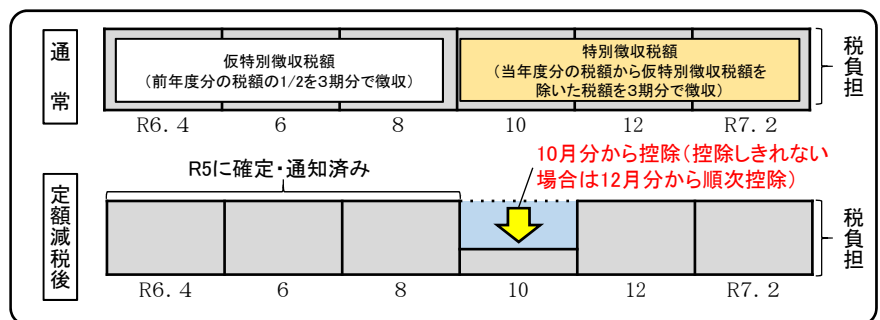 通常
仮特別徴収税額
(前年度分の税額の1/2を3期分で徴収)
特別徴収税額
(当年度分の税額から仮特別徴収税額を
除いた税額を3期分で徴収)
税負担
R6.4 6 8 10 12 R7.2
R5に確定・通知済み
10月分から控除(控除しきれない
場合は12月分から順次控除)
定額減税後
税負担
R6.4 6 8 10 12 R7.2